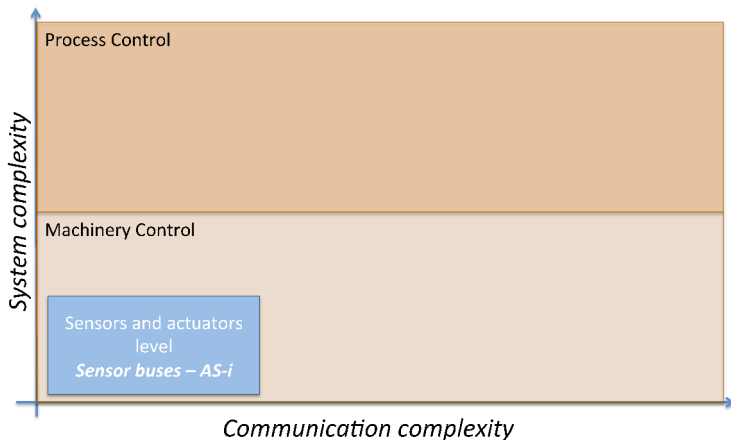 Process Control
System complexity
Machinery Control
Sensors and actuators
level
Sensor buses – AS-i
Communication complexity